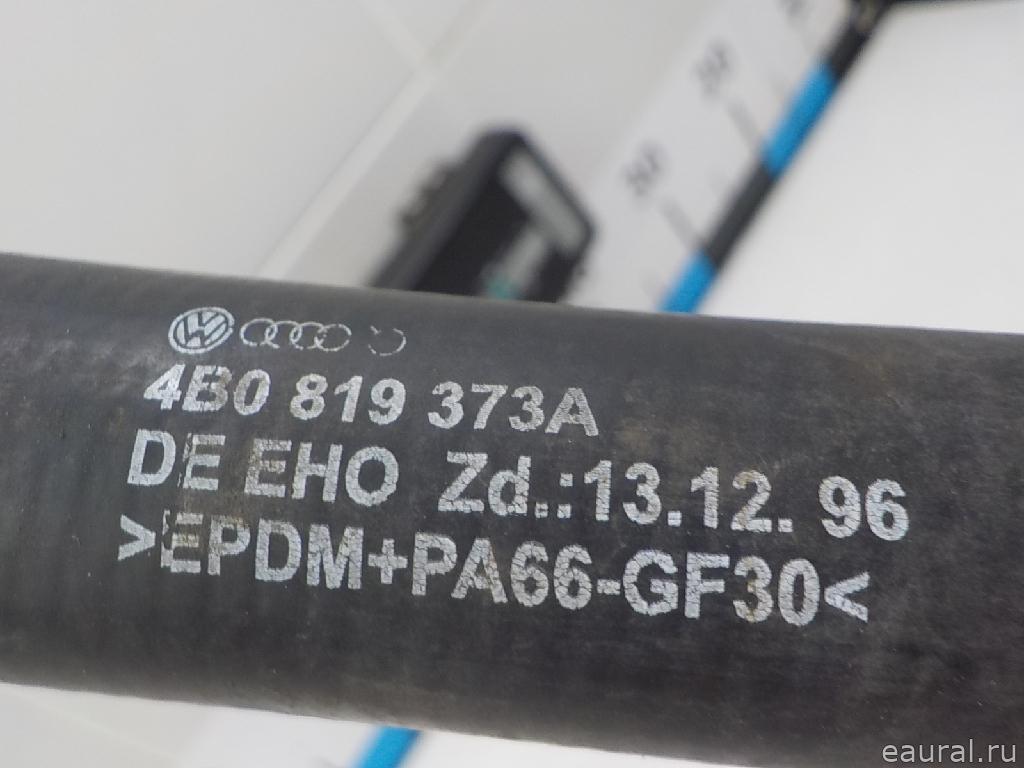 4B0 819 373A
DE EHO Zd.:13.12.96
>EPDM+PA66-GF30<
eaural.ru